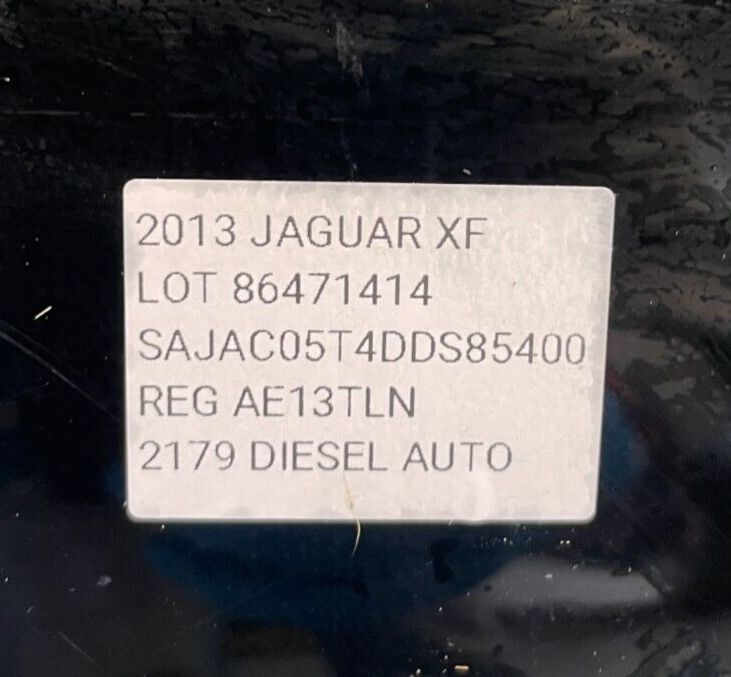 2013 JAGUAR XF
LOT 86471414
SAJAC05T4DDS85400
REG AE13TLN
2179 DIESEL AUTO